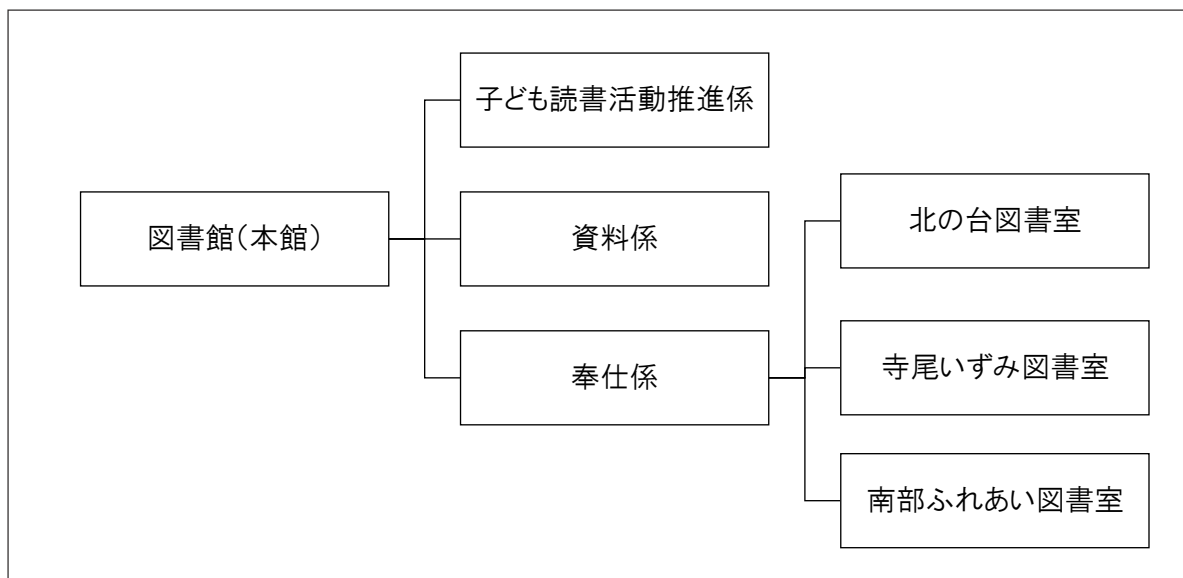 図書館（本館）
子ども読書活動推進係
資料係
奉仕係
北の台図書室
寺尾いずみ図書室
南部ふれあい図書室